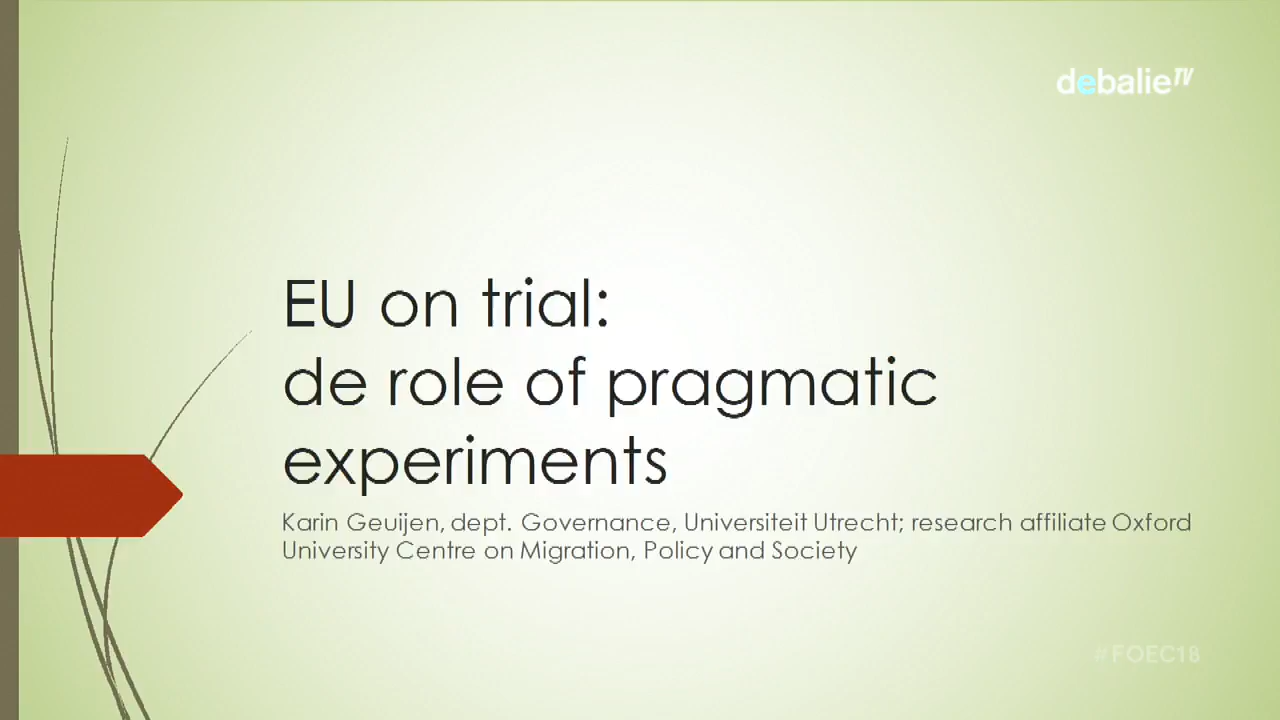 debalie TV
EU on trial:
de role of pragmatic
experiments
Karin Geuijen, dept. Governance, Universiteit Utrecht; research affiliate Oxford
University Centre on Migration, Policy and Society
#FOEC18